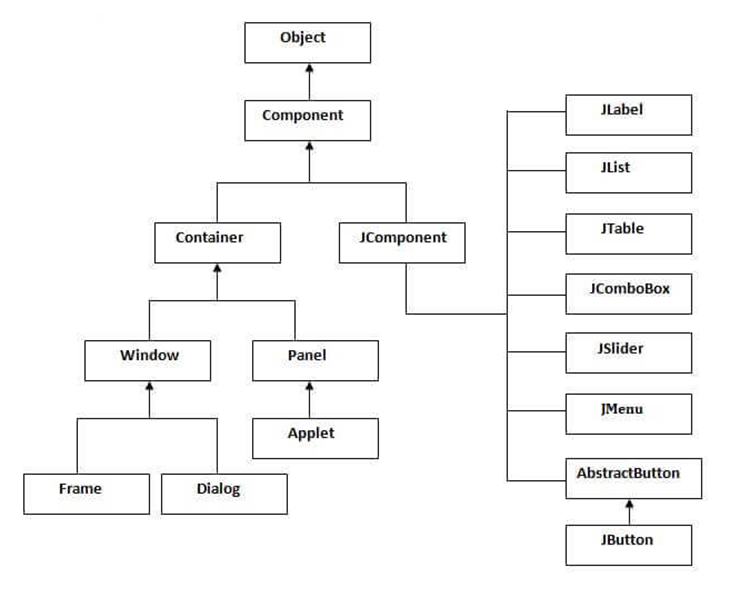 Object
Component
Container
JComponent
Window
Panel
Applet
Frame
Dialog
JLabel
JList
JTable
JComboBox
JSlider
JMenu
AbstractButton
JButton